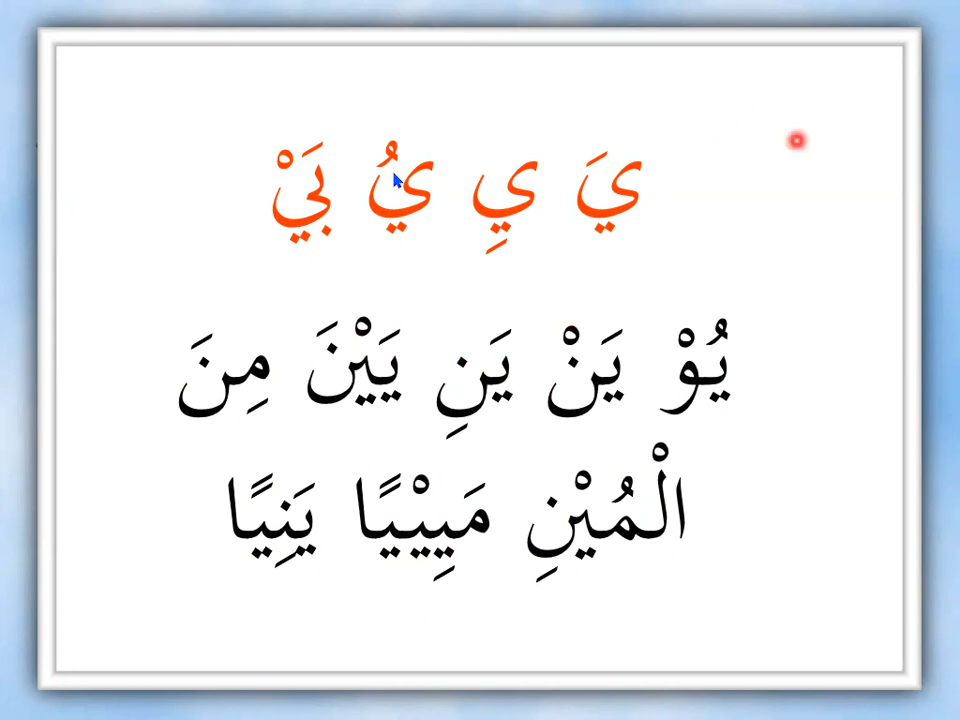 يَ يِ يُ بَيْ
يُوْ يَنْ يَنِ يَيْنَ مِنَ
الْمُيْنِ مَيِيْيًا يَنِيًا